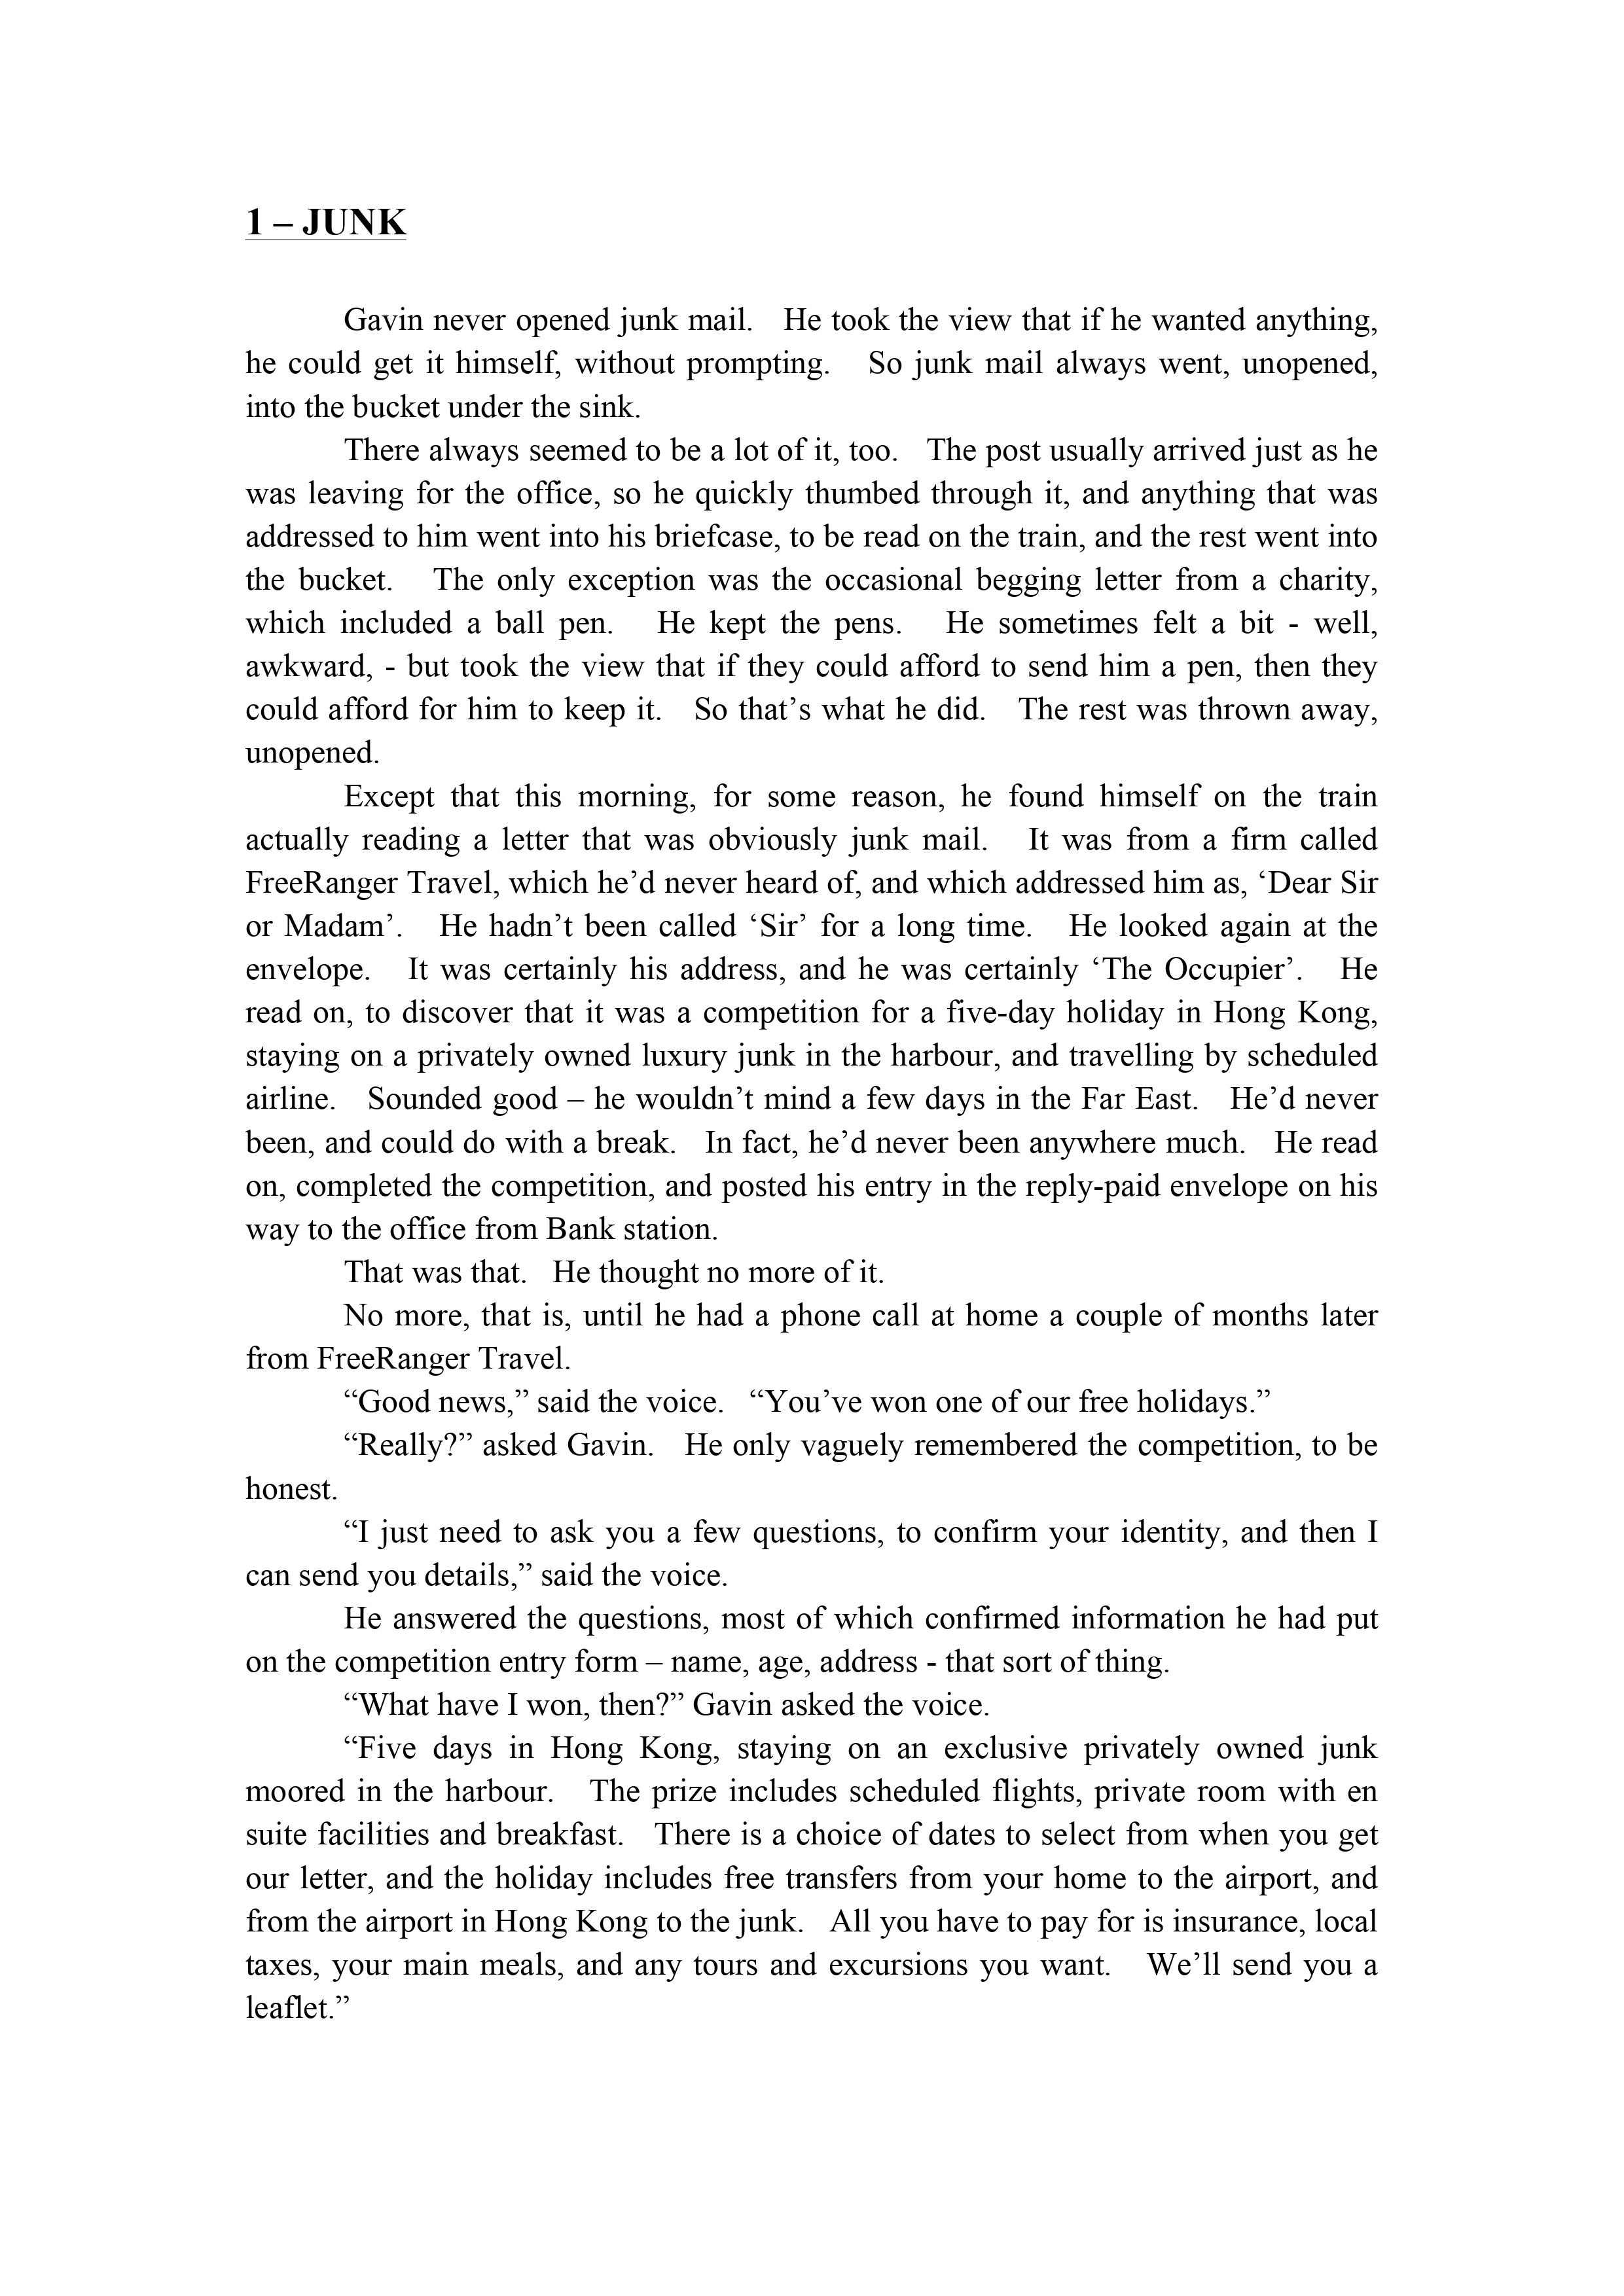 1 – JUNK
Gavin never opened junk mail. He took the view that if he wanted anything,
he could get it himself, without prompting. So junk mail always went, unopened,
into the bucket under the sink.
There always seemed to be a lot of it, too. The post usually arrived just as he
was leaving for the office, so he quickly thumbed through it, and anything that was
addressed to him went into his briefcase, to be read on the train, and the rest went into
the bucket. The only exception was the occasional begging letter from a charity,
which included a ball pen. He kept the pens. He sometimes felt a bit - well,
awkward, - but took the view that if they could afford to send him a pen, then they
could afford for him to keep it. So that’s what he did. The rest was thrown away,
unopened.
Except that this morning, for some reason, he found himself on the train
actually reading a letter that was obviously junk mail. It was from a firm called
FreeRanger Travel, which he’d never heard of, and which addressed him as, ‘Dear Sir
or Madam’. He hadn’t been called ‘Sir’ for a long time. He looked again at the
envelope. It was certainly his address, and he was certainly ‘The Occupier’. He
read on, to discover that it was a competition for a five-day holiday in Hong Kong,
staying on a privately owned luxury junk in the harbour, and travelling by scheduled
airline. Sounded good – he wouldn’t mind a few days in the Far East. He’d never
been, and could do with a break. In fact, he’d never been anywhere much. He read
on, completed the competition, and posted his entry in the reply-paid envelope on his
way to the office from Bank station.
That was that. He thought no more of it.
No more, that is, until he had a phone call at home a couple of months later
from FreeRanger Travel.
“Good news,” said the voice. “You’ve won one of our free holidays.”
“Really?” asked Gavin. He only vaguely remembered the competition, to be
honest.
“I just need to ask you a few questions, to confirm your identity, and then I
can send you details,” said the voice.
He answered the questions, most of which confirmed information he had put
on the competition entry form – name, age, address - that sort of thing.
“What have I won, then?” Gavin asked the voice.
“Five days in Hong Kong, staying on an exclusive privately owned junk
moored in the harbour. The prize includes scheduled flights, private room with en
suite facilities and breakfast. There is a choice of dates to select from when you get
our letter, and the holiday includes free transfers from your home to the airport, and
from the airport in Hong Kong to the junk. All you have to pay for is insurance, local
taxes, your main meals, and any tours and excursions you want. We’ll send you a
leaflet.”